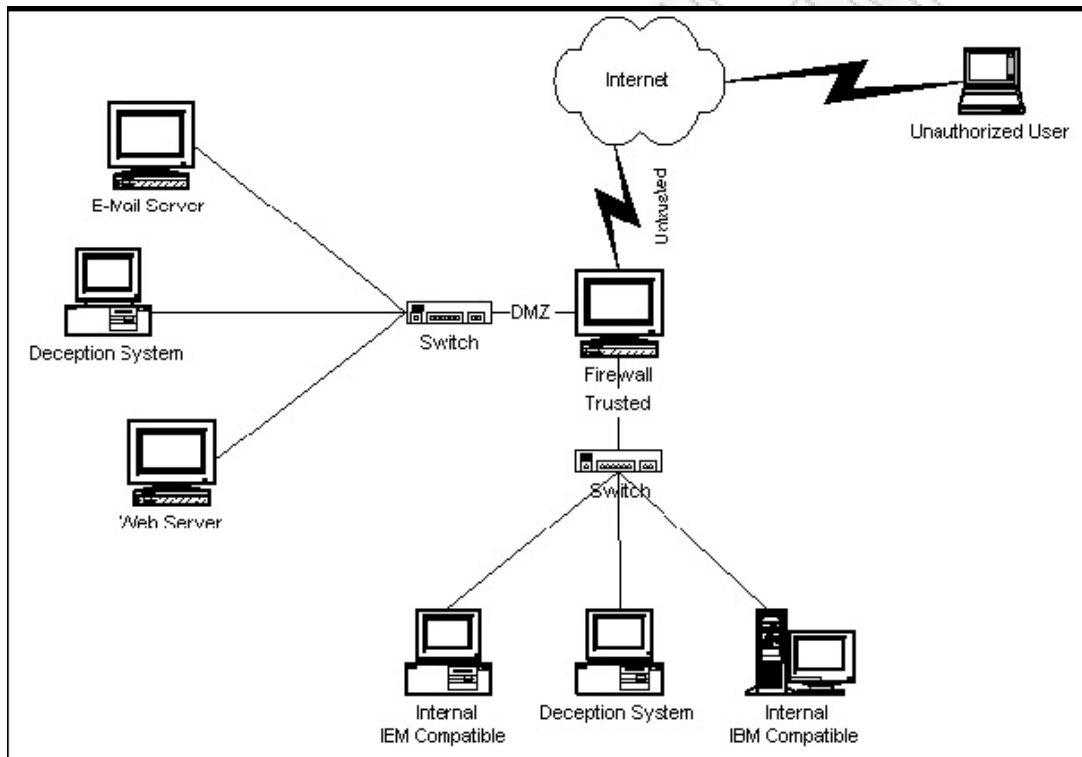 Internet
Unauthorized User
Untrusted
E-Mail Server
DMZ
Switch
Deception System
Firewall
Trusted
Switch
Web Server
Internal
IEM Compatible
Deception System
Internal
IBM Compatible